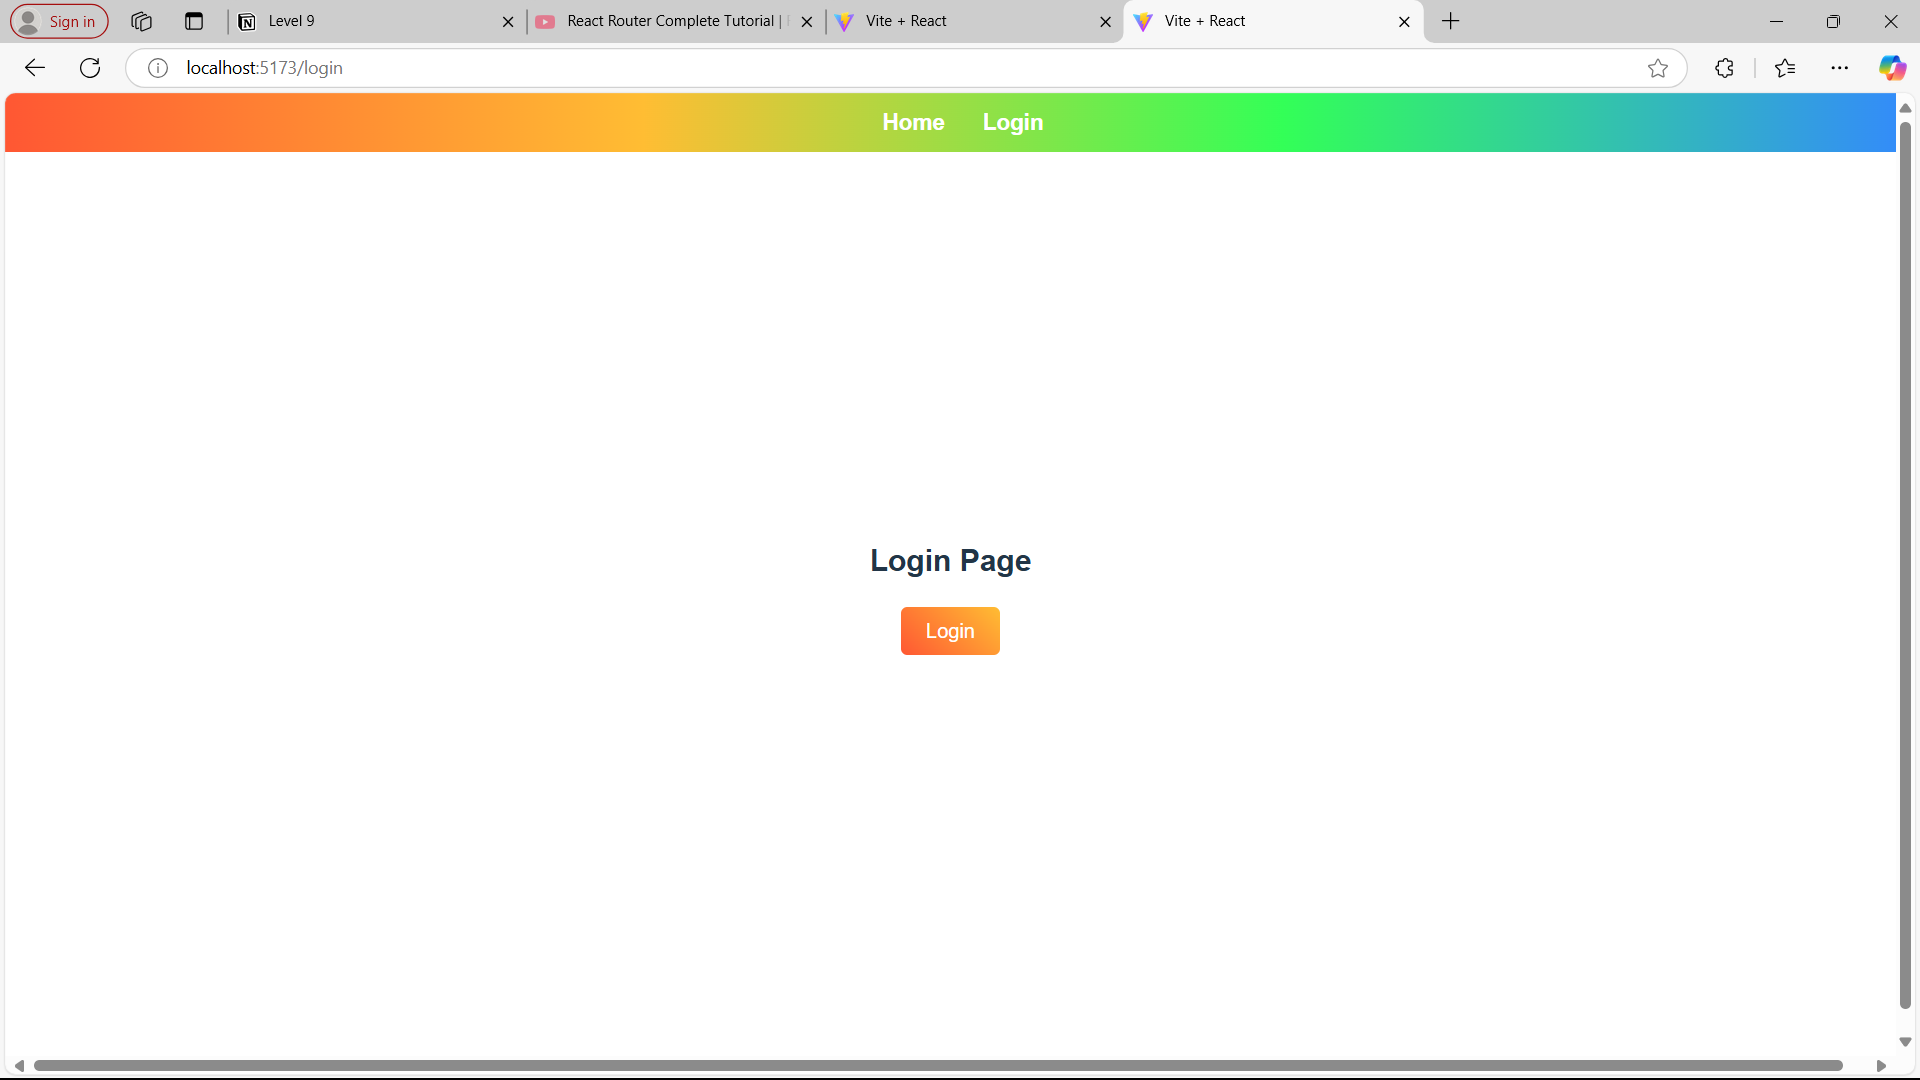 Sign in
Level 9
React Router Complete Tutorial |
Vite + React
Vite + React
localhost:5173/login
Home Login
Login Page
Login